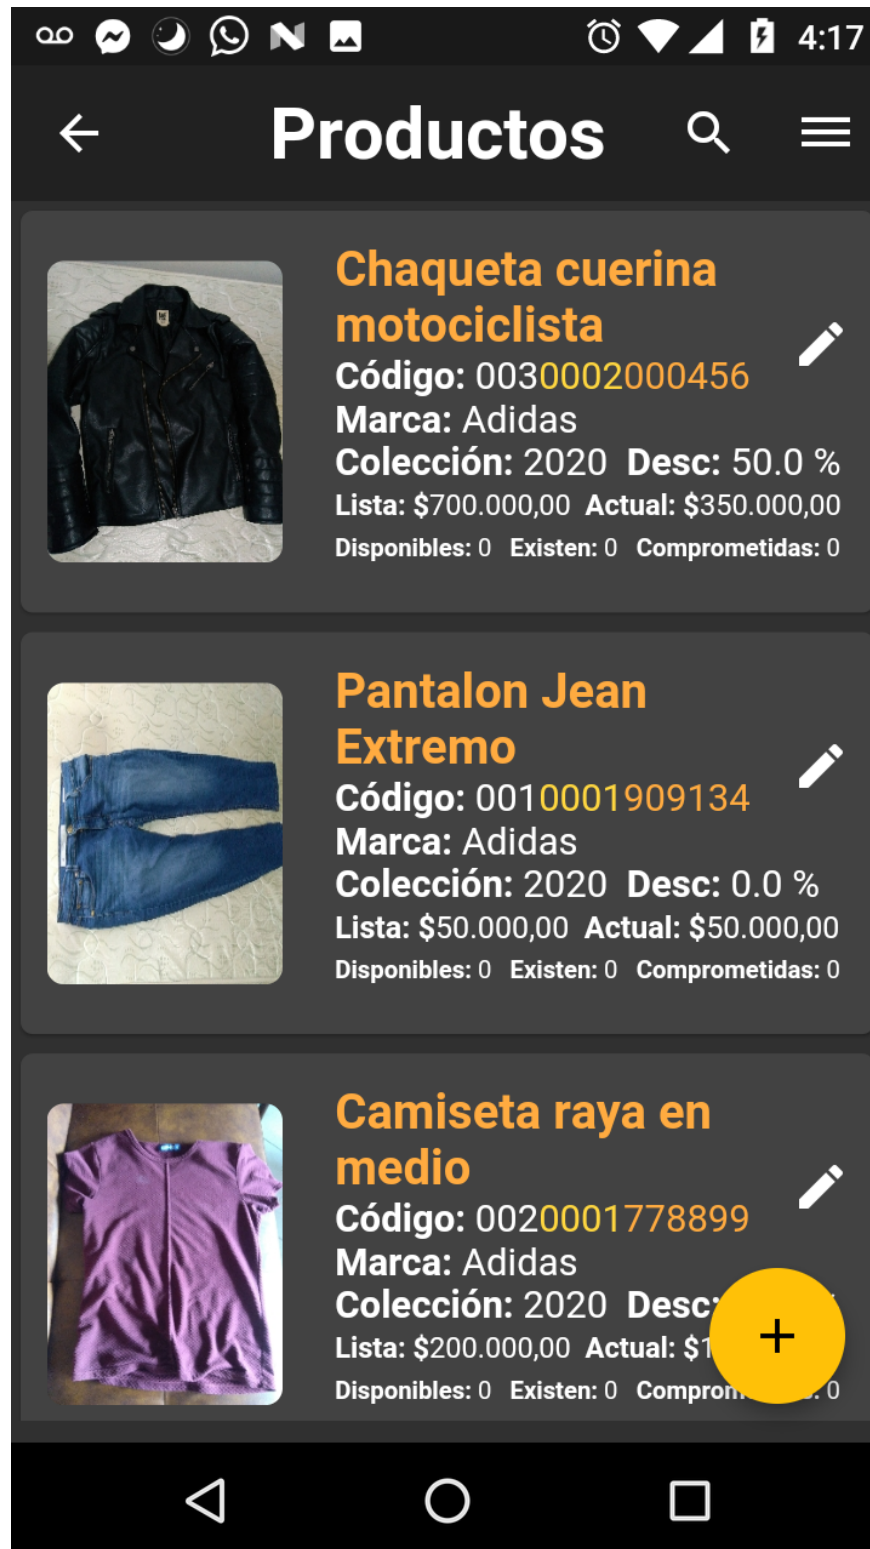 4:17
Productos
Chaqueta cuerina
motociclista
Código: 0030002000456
Marca: Adidas
Colección: 2020 Desc: 50.0 %
Lista: $700.000,00 Actual: $350.000,00
Disponibles: 0 Existen: 0 Comprometidas: 0
Pantalon Jean
Extremo
Código: 0010001909134
Marca: Adidas
Colección: 2020 Desc: 0.0 %
Lista: $50.000,00 Actual: $50.000,00
Disponibles: 0 Existen: 0 Comprometidas: 0
Camiseta raya en
medio
Código: 0020001778899
Marca: Adidas
Colección: 2020 Desc:
Lista: $200.000,00 Actual: $1
Disponibles: 0 Existen: 0 0